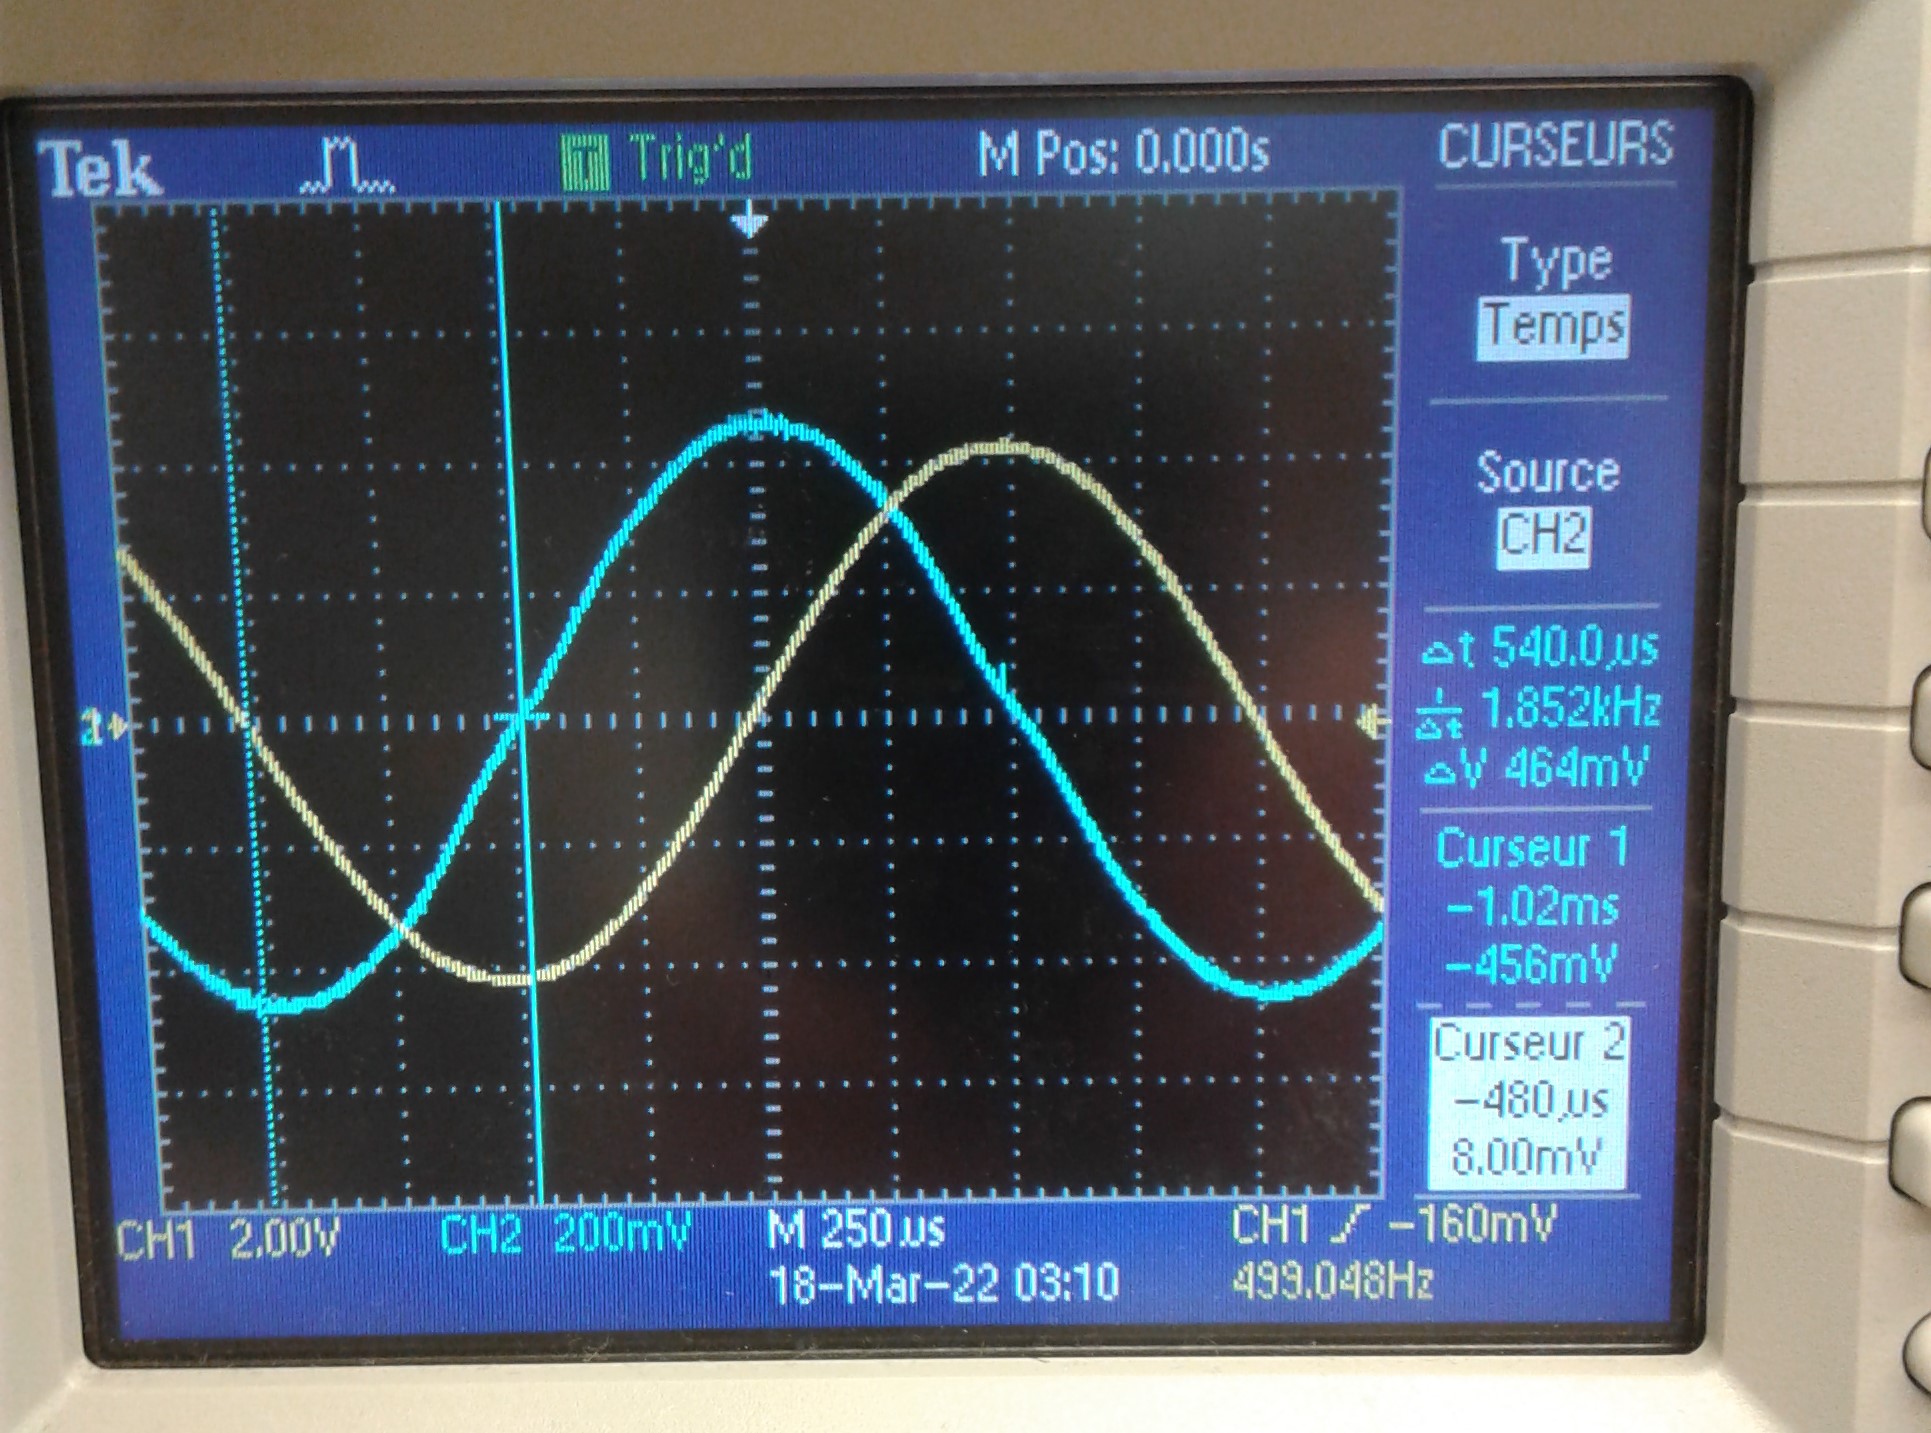 Tek Trig'd M Pos: 0.000s CURSEURS
Type
Temps
Source
CH2
Δt 540.0µs
1/Δt 1.852kHz
ΔV 464mV
Curseur 1
-1.02ms
-456mV
Curseur 2
-480µs
8.00mV
2
CH1 2.00V CH2 200mV M 250µs CH1 -160mV
18-Mar-22 03:10 499.048Hz